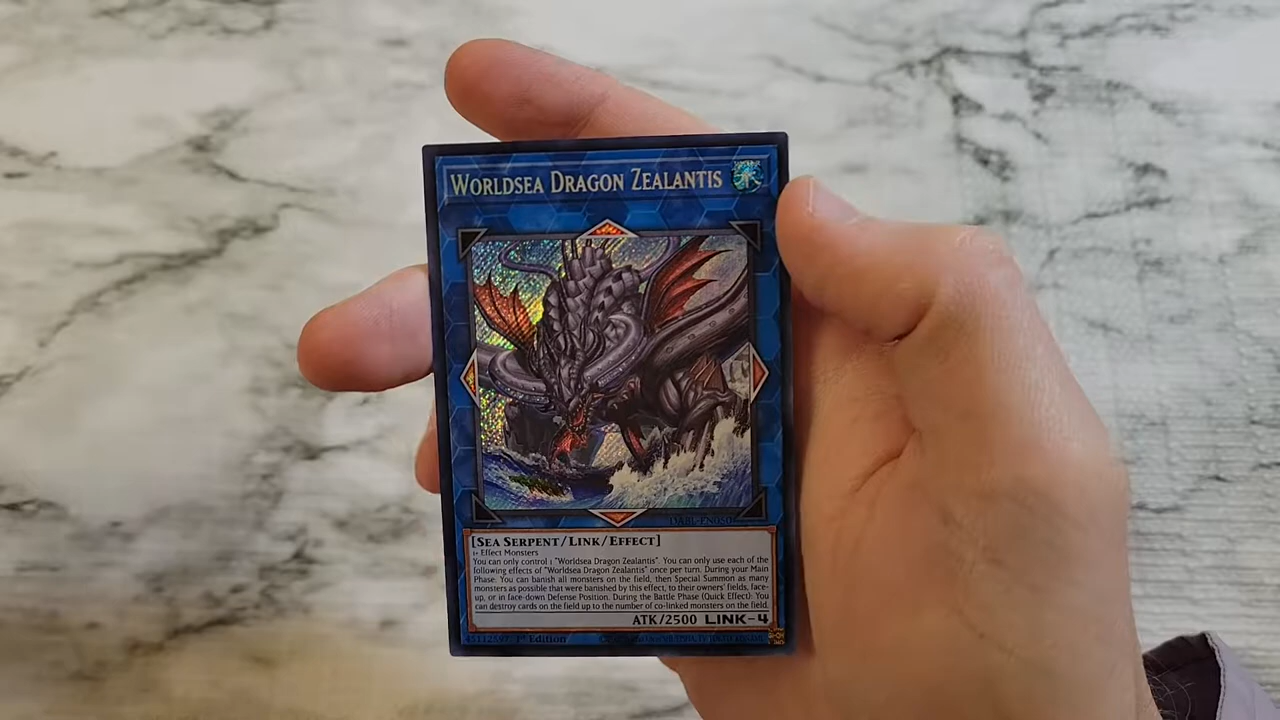 WORLDSEA DRAGON ZEALANTIS
DABL-EN050
[SEA SERPENT/LINK/EFFECT]
1+ Effect Monsters
You can only control 1 "Worldsea Dragon Zealantis". You can only use each of the
following effects of "Worldsea Dragon Zealantis" once per turn. During your Main
Phase: You can banish all monsters on the field, then Special Summon as many
monsters as possible that were banished by this effect, to their owners' fields, face-
up, or in face-down Defense Position. During the Battle Phase (Quick Effect): You
can destroy cards on the field up to the number of co-linked monsters on the field.
ATK/2500 LINK-4
45112597 1st Edition